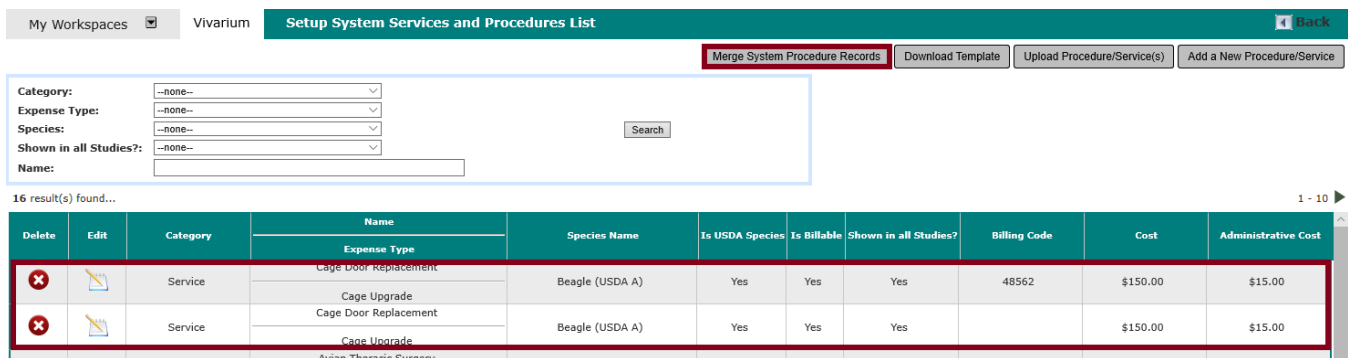 My Workspaces Vivarium Setup System Services and Procedures List Back
Merge System Procedure Records Download Template Upload Procedure/Service(s) Add a New Procedure/Service
Category: --none--
Expense Type: --none--
Species: --none-- Search
Shown in all Studies?: --none--
Name:
16 result(s) found... 1 - 10
Delete Edit Category Name Species Name Is USDA Species Is Billable Shown in all Studies? Billing Code Cost Administrative Cost
Expense Type
Cage Door Replacement
Service Beagle (USDA A) Yes Yes Yes 48562 $150.00 $15.00
Cage Upgrade
Cage Door Replacement
Service Beagle (USDA A) Yes Yes Yes $150.00 $15.00
Cage Upgrade
Avian Thoracic Surgery